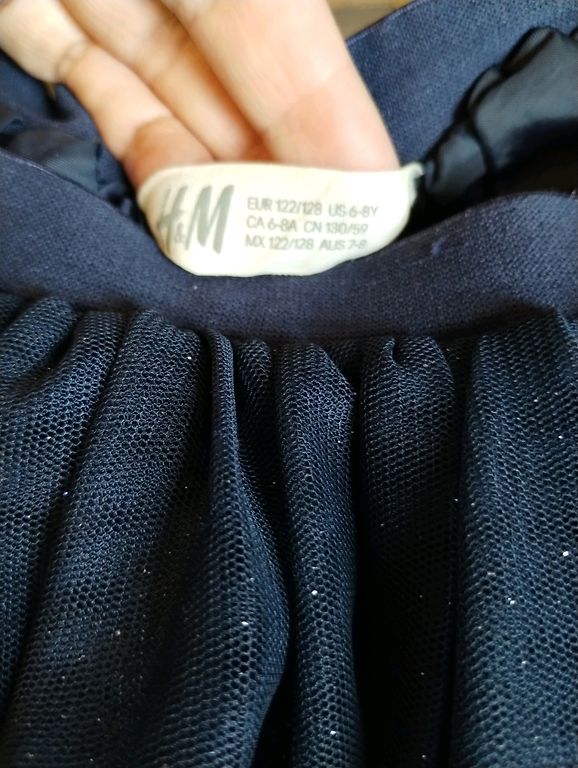 H&M
EUR 122/128 US 6-8Y
CA 6-8A CN 130/59
MX 122/128 AUS 7-8